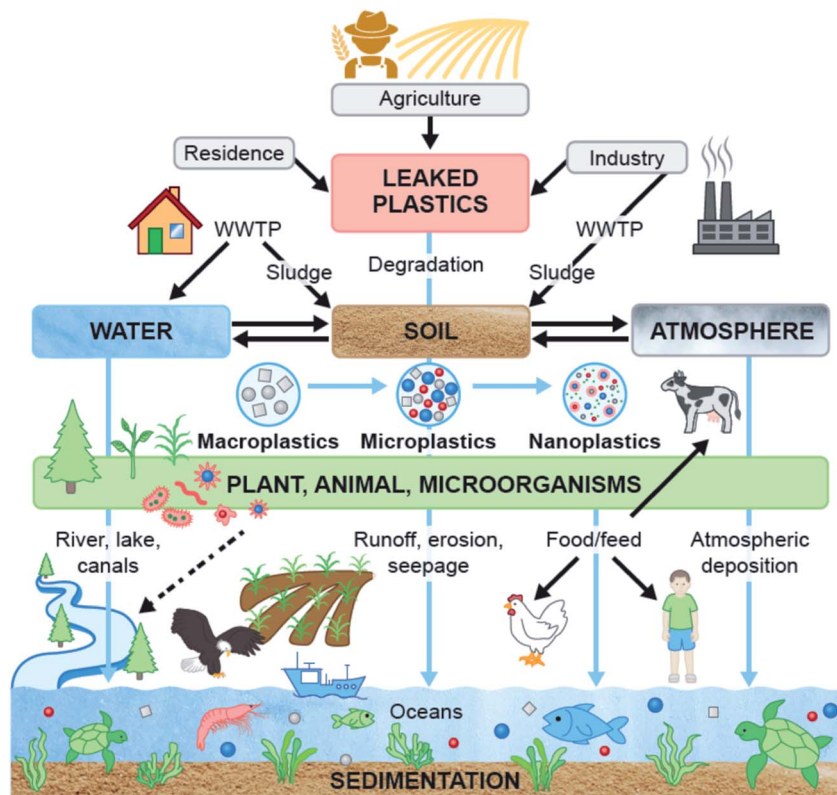 Agriculture
Residence
Industry
LEAKED
PLASTICS
WWTP
WWTP
Sludge
Degradation
Sludge
WATER
SOIL
ATMOSPHERE
Macroplastics
Microplastics
Nanoplastics
PLANT, ANIMAL, MICROORGANISMS
River, lake,
canals
Runoff, erosion,
seepage
Food/feed
Atmospheric
deposition
Oceans
SEDIMENTATION